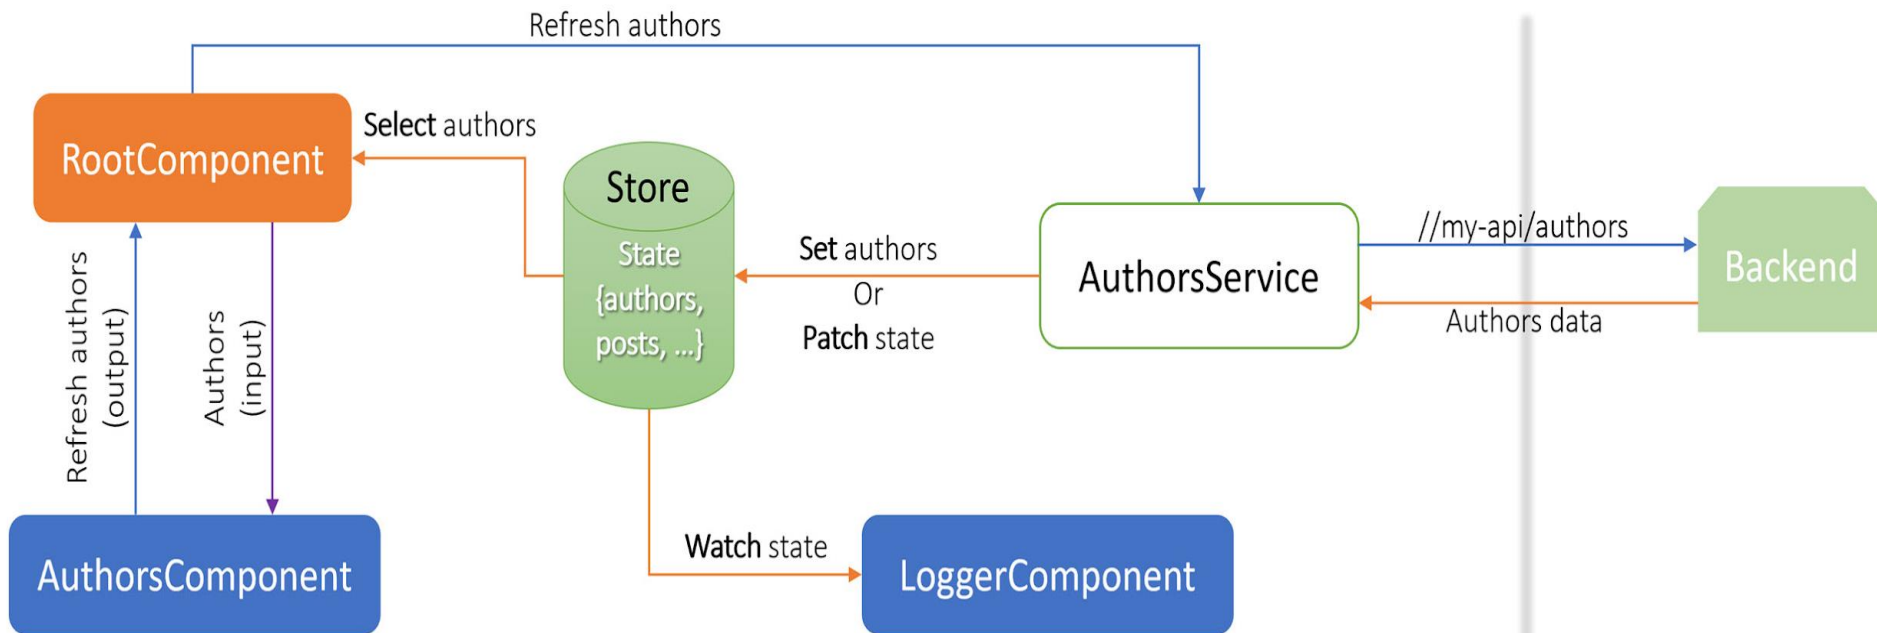 Refresh authors
RootComponent
Select authors
Store
State
{authors,
posts, ...}
Set authors
Or
Patch state
AuthorsService
//my-api/authors
Authors data
Backend
Refresh authors
(output)
Authors
(input)
AuthorsComponent
Watch state
LoggerComponent